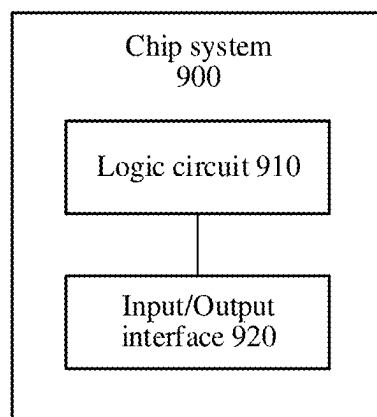 Chip system
900
Logic circuit 910
Input/Output
interface 920